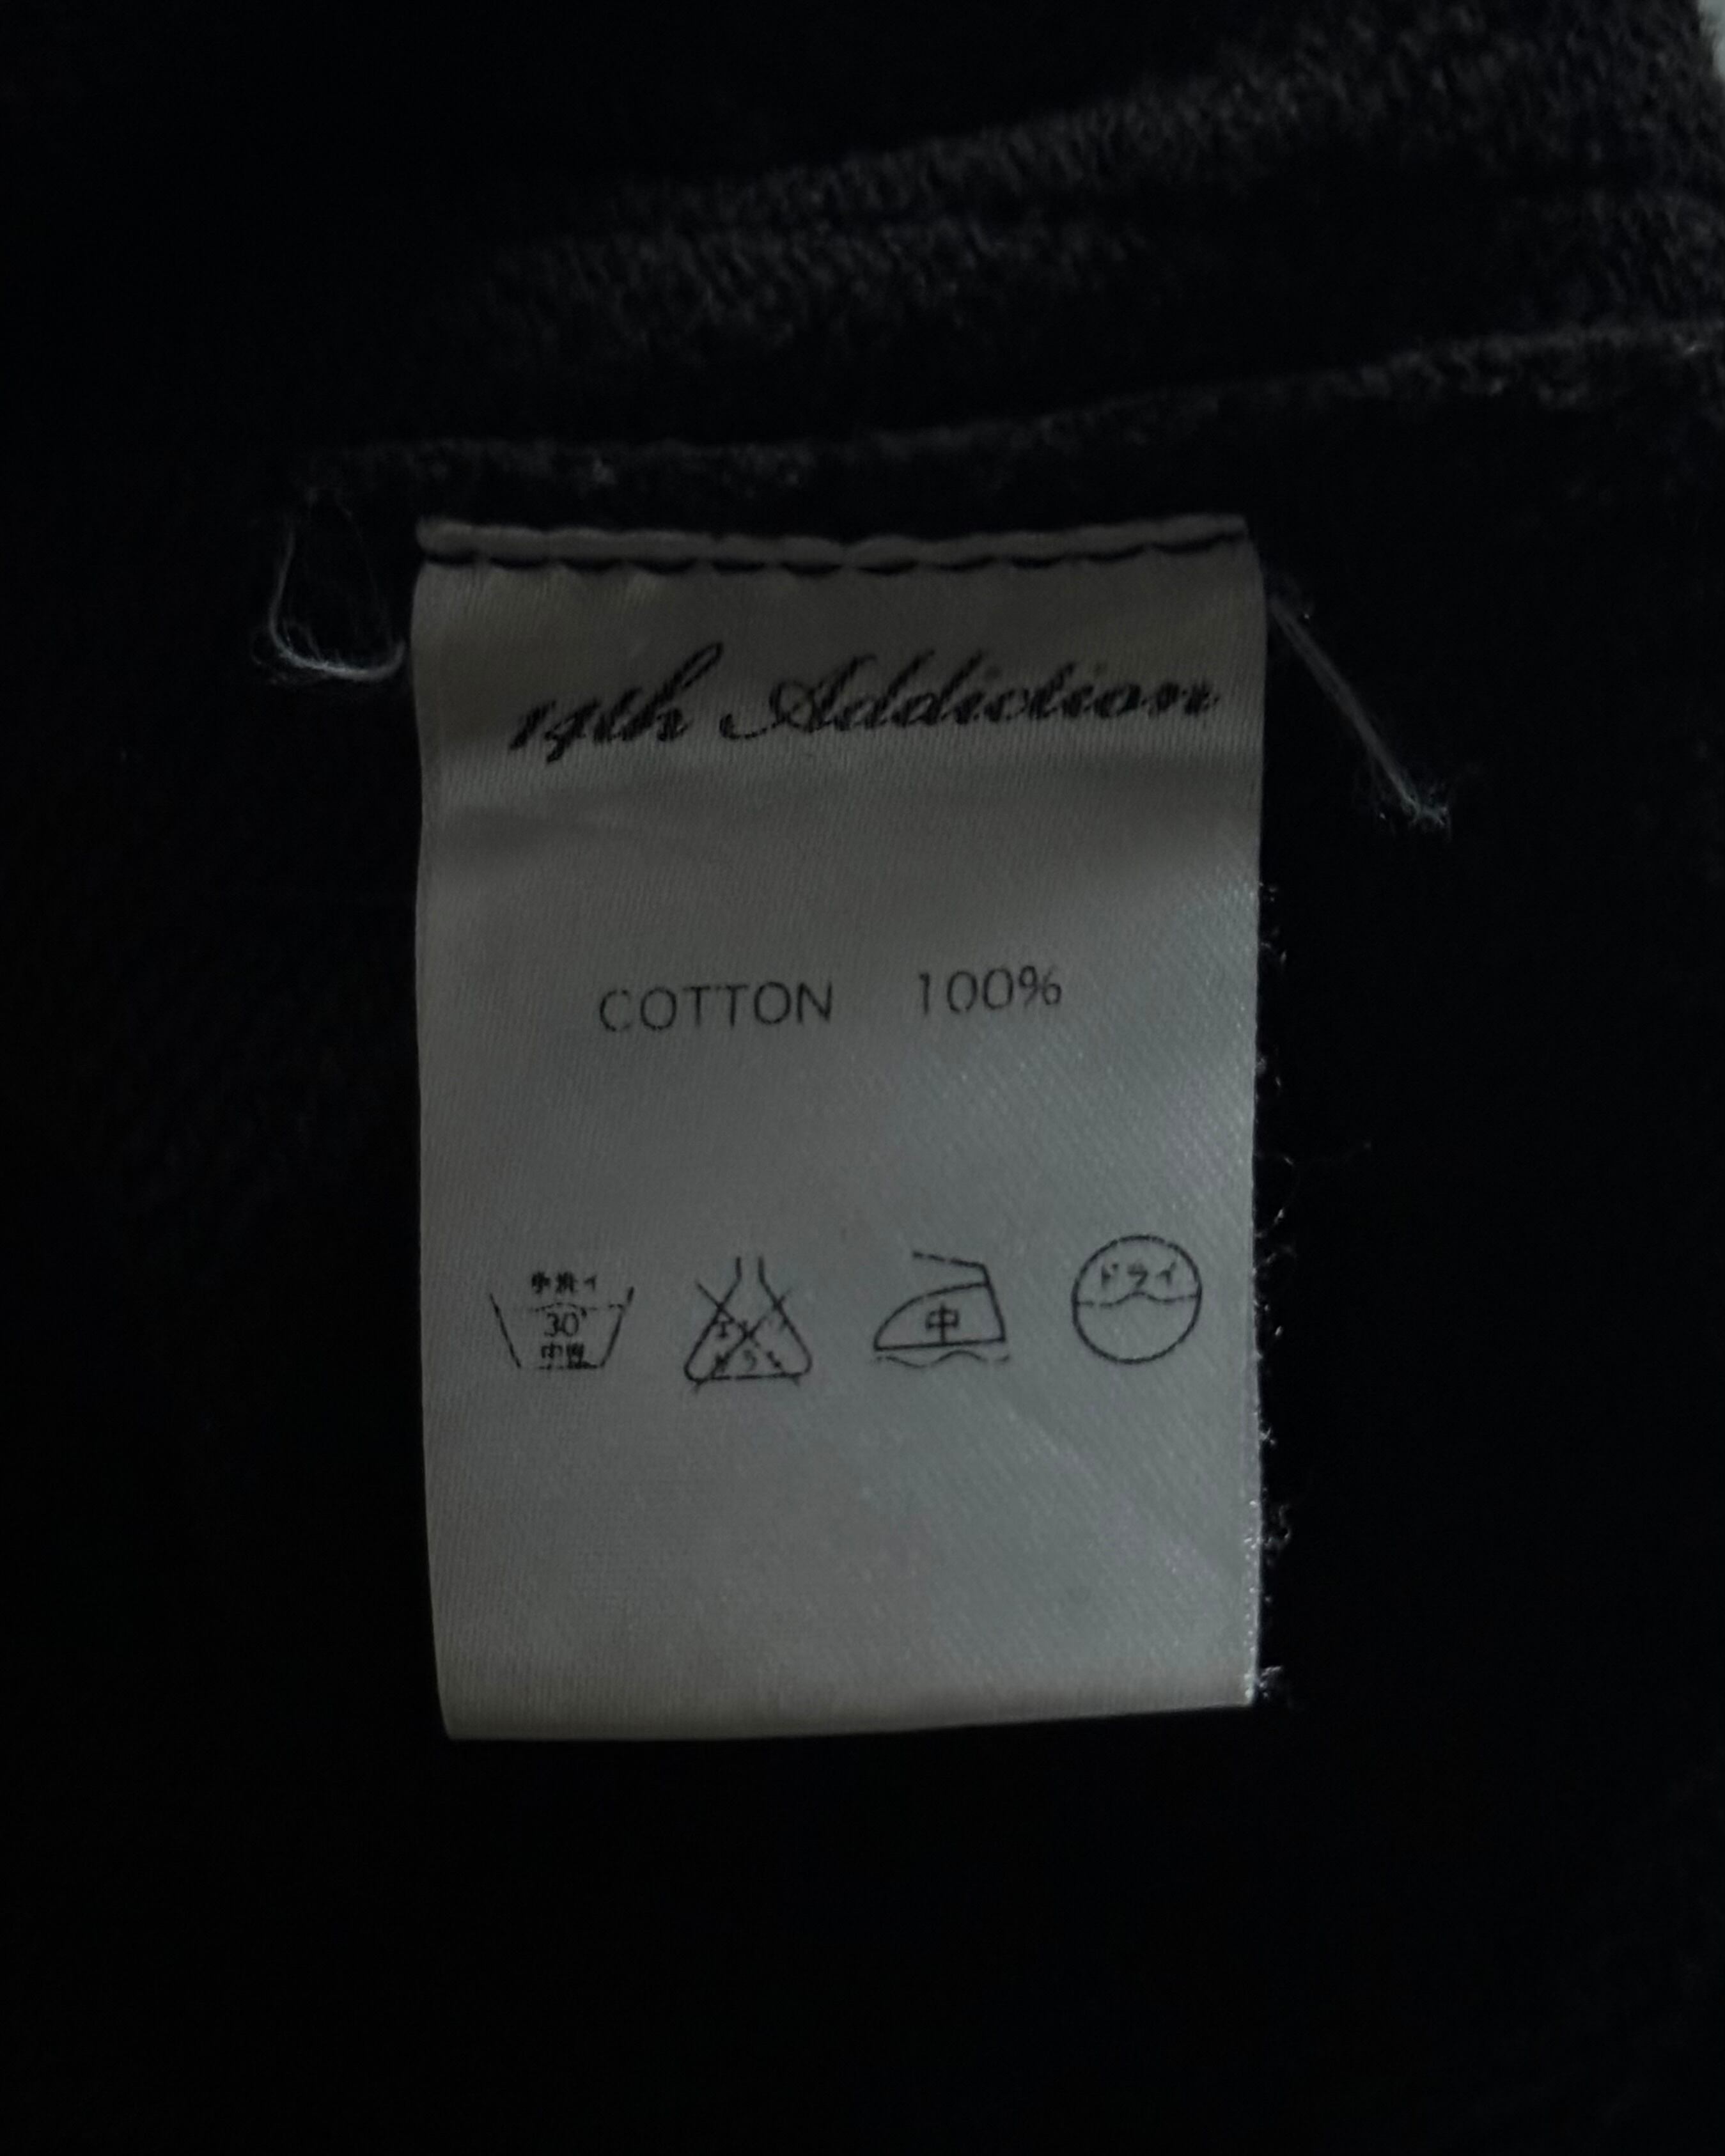 14th Addiction
COTTON 100%
手洗イ
30
中性
エンソ
サラシ
中
ドライ